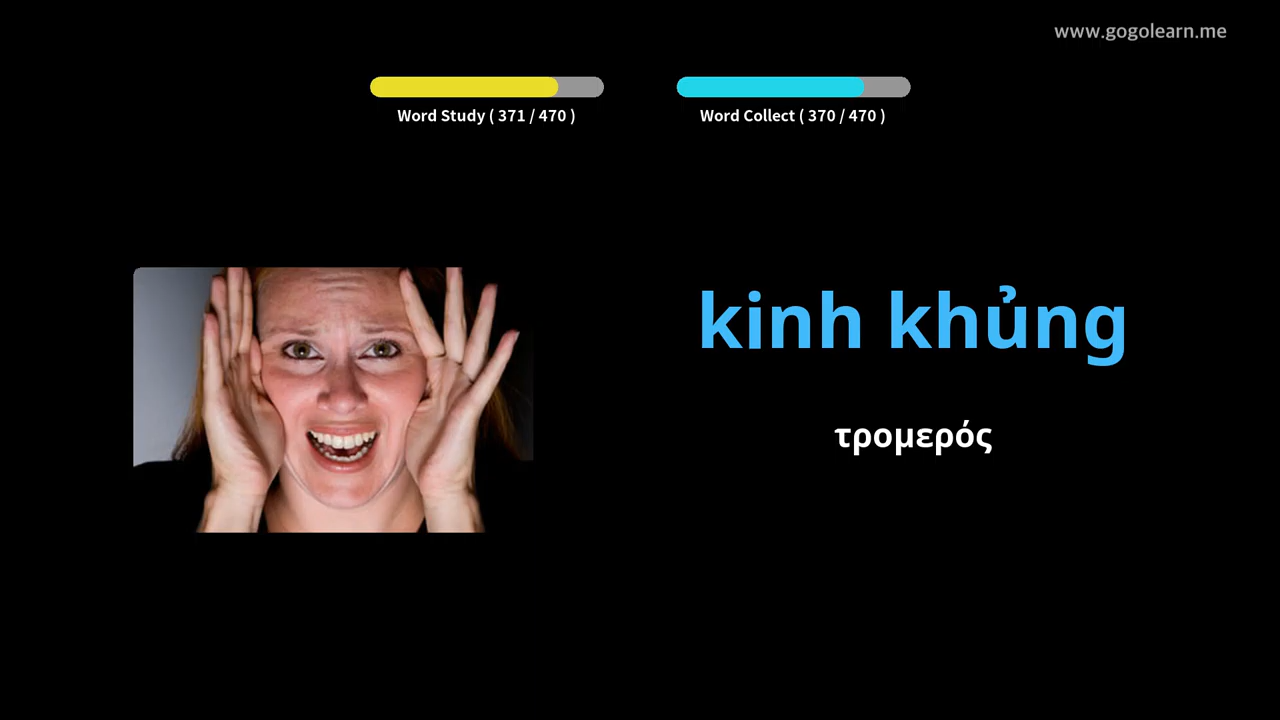 www.gogolearn.me
Word Study ( 371 / 470 )
Word Collect ( 370 / 470 )
kinh khủng
τρομερός